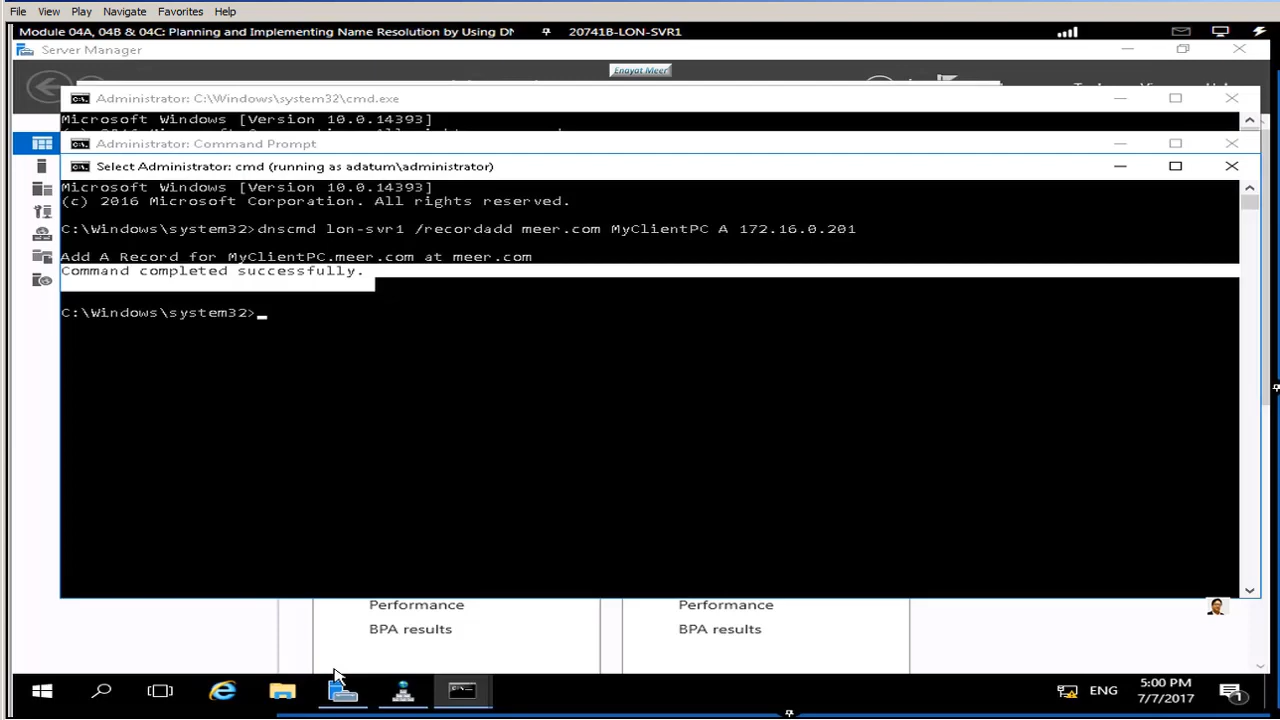 File View Play Navigate Favorites Help
Module 04A, 04B & 04C: Planning and Implementing Name Resolution by Using DN 20741B-LON-SVR1
Server Manager
Enayat Meer
Administrator: C:\Windows\system32\cmd.exe
Microsoft Windows [Version 10.0.14393]
Administrator: Command Prompt
Select Administrator: cmd (running as adatum\administrator)
Microsoft Windows [Version 10.0.14393]
(c) 2016 Microsoft Corporation. All rights reserved.
C:\Windows\system32>dnscmd lon-svr1 /recordadd meer.com MyClientPC A 172.16.0.201
Add A Record for MyClientPC.meer.com at meer.com
Command completed successfully.
C:\Windows\system32>
Performance Performance
BPA results BPA results
ENG
5:00 PM
7/7/2017
1